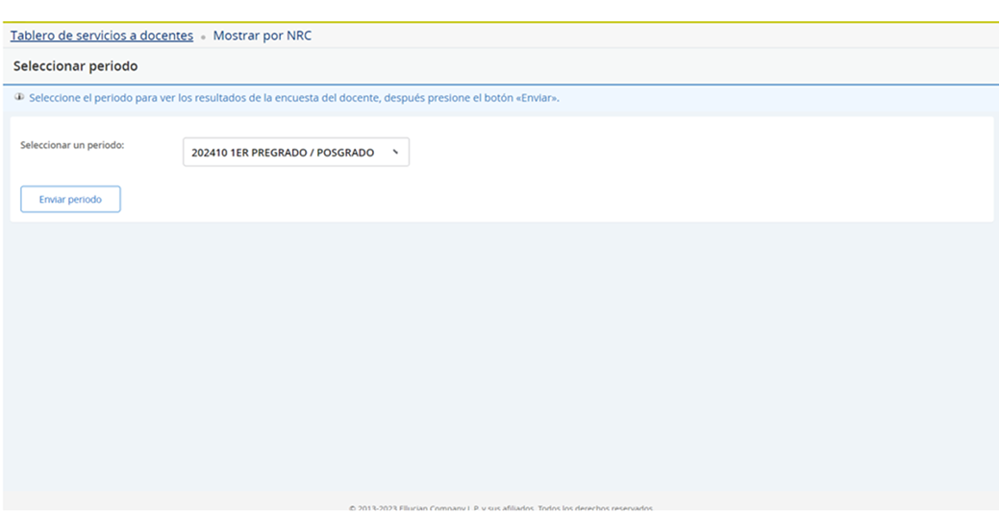 Tablero de servicios a docentes • Mostrar por NRC
Seleccionar periodo
Seleccione el periodo para ver los resultados de la encuesta del docente, después presione el botón «Enviar».
Seleccionar un periodo:
202410 1ER PREGRADO / POSGRADO
Enviar periodo
© 2013-2023 Ellucian Company L.P. y sus afiliados. Todos los derechos reservados.